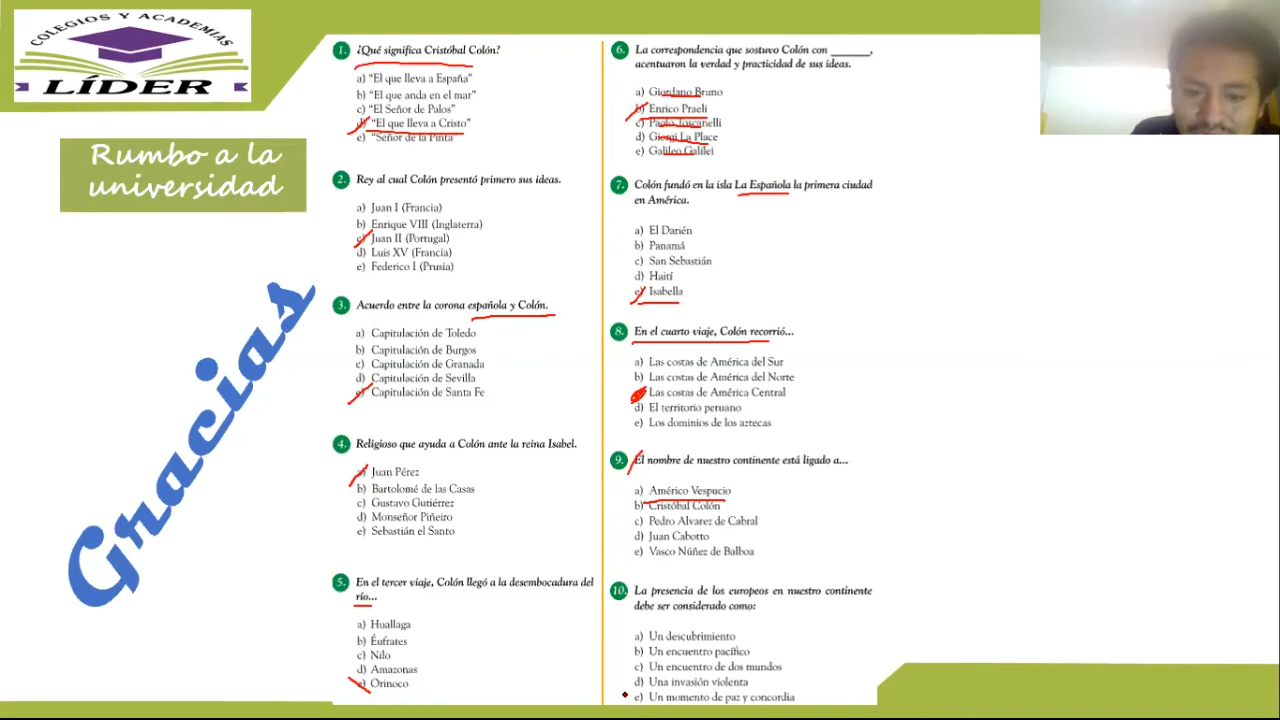 COLEGIOS Y ACADEMIAS
LÍDER
Rumbo a la
universidad
Gracias
1. ¿Qué significa Cristóbal Colón?
a) “El que lleva a España”
b) “El que anda en el mar”
c) “El Señor de Palos”
d) “El que lleva a Cristo”
e) “Señor de la Pinta”
2. Rey al cual Colón presentó primero sus ideas.
a) Juan I (Francia)
b) Enrique VIII (Inglaterra)
c) Juan II (Portugal)
d) Luis XV (Francia)
e) Federico I (Prusia)
3. Acuerdo entre la corona española y Colón.
a) Capitulación de Toledo
b) Capitulación de Burgos
c) Capitulación de Granada
d) Capitulación de Sevilla
e) Capitulación de Santa Fe
4. Religioso que ayuda a Colón ante la reina Isabel.
a) Juan Pérez
b) Bartolomé de las Casas
c) Gustavo Gutiérrez
d) Monseñor Piñeiro
e) Sebastián el Santo
5. En el tercer viaje, Colón llegó a la desembocadura del
río...
a) Huallaga
b) Éufrates
c) Nilo
d) Amazonas
e) Orinoco
6. La correspondencia que sostuvo Colón con ______,
acentuaron la verdad y practicidad de sus ideas.
a) Giordano Bruno
b) Enrico Praeli
c) Paolo Toscanelli
d) Giorgi La Place
e) Galileo Galilei
7. Colón fundó en la isla La Española la primera ciudad
en América.
a) El Darién
b) Panamá
c) San Sebastián
d) Haití
e) Isabella
8. En el cuarto viaje, Colón recorrió...
a) Las costas de América del Sur
b) Las costas de América del Norte
Las costas de América Central
d) El territorio peruano
e) Los dominios de los aztecas
9. El nombre de nuestro continente está ligado a...
a) Américo Vespucio
b) Cristóbal Colón
c) Pedro Alvarez de Cabral
d) Juan Cabotto
e) Vasco Núñez de Balboa
10. La presencia de los europeos en nuestro continente
debe ser considerado como:
a) Un descubrimiento
b) Un encuentro pacífico
c) Un encuentro de dos mundos
d) Una invasión violenta
e) Un momento de paz y concordia